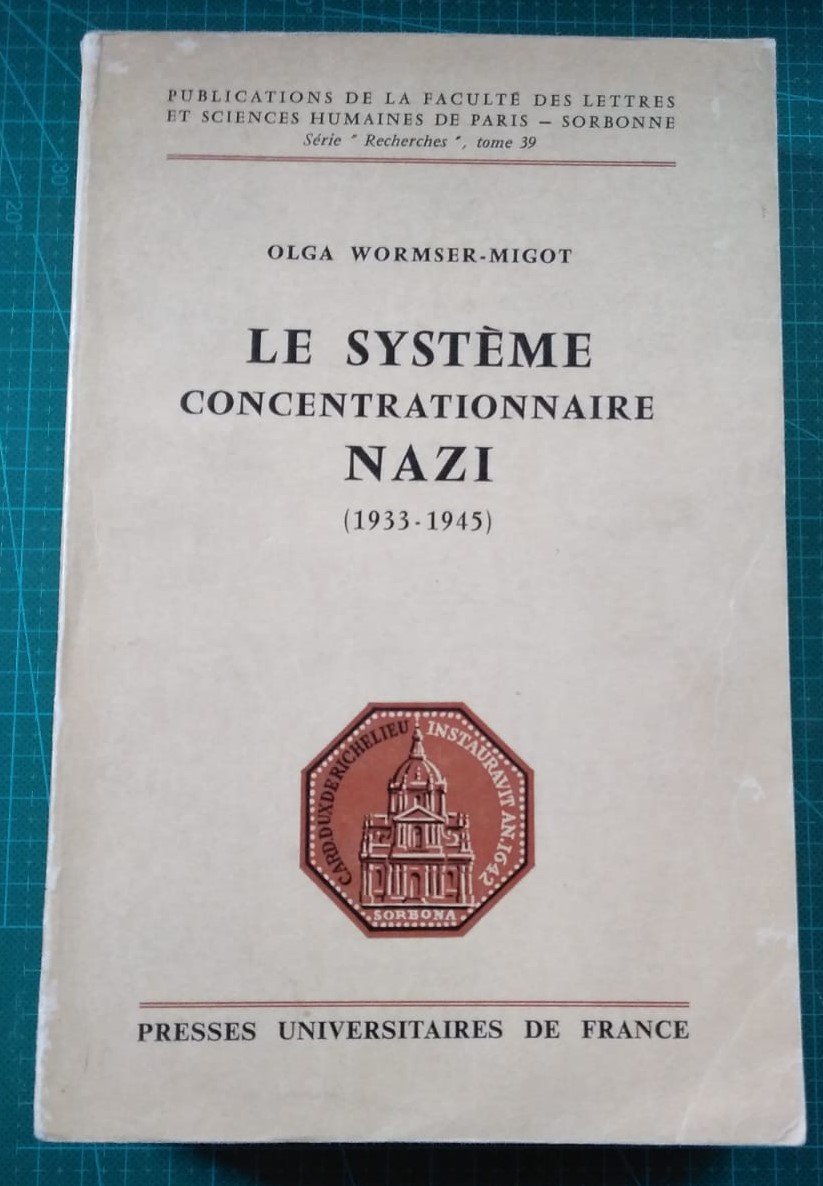 PUBLICATIONS DE LA FACULTÉ DES LETTRES
ET SCIENCES HUMAINES DE PARIS – SORBONNE
Série " Recherches ", tome 39
OLGA WORMSER-MIGOT
LE SYSTÈME
CONCENTRATIONNAIRE
NAZI
(1933-1945)
CARD.DUX.DE RICHELIEU INSTAURAVIT AN.1642
SORBONA
PRESSES UNIVERSITAIRES DE FRANCE